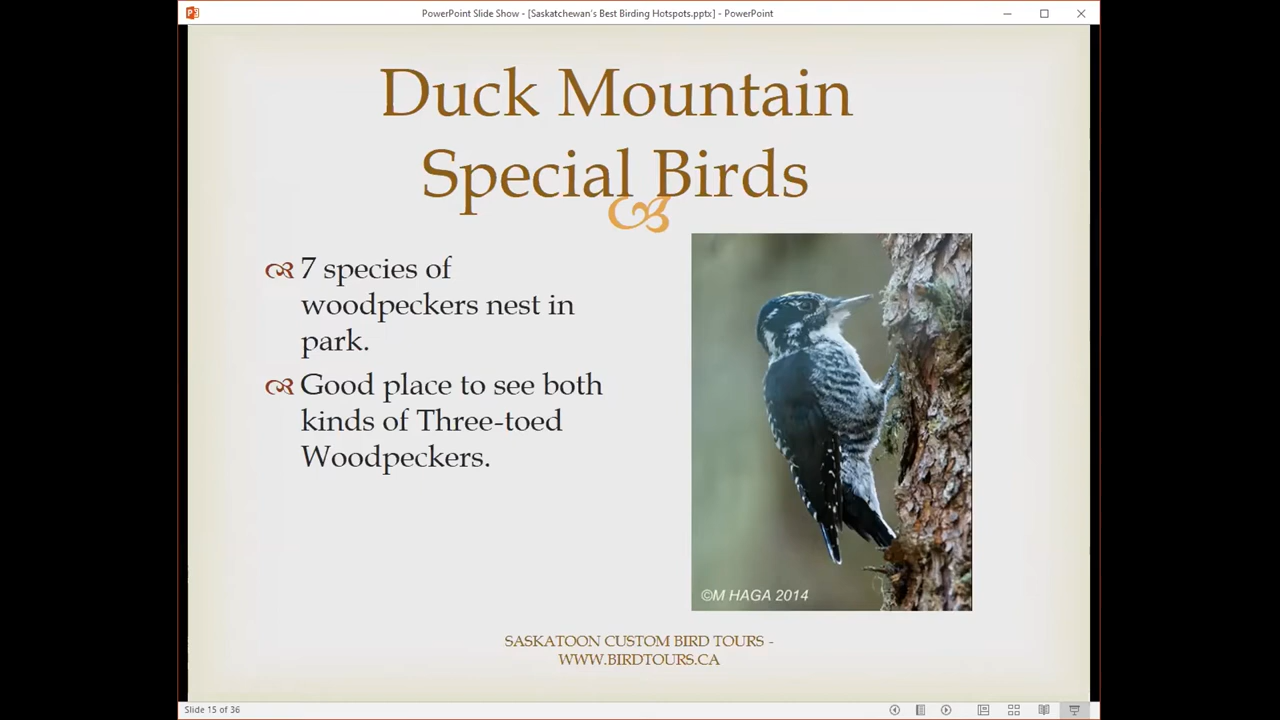 PowerPoint Slide Show - [Saskatchewan's Best Birding Hotspots.pptx] - PowerPoint
Duck Mountain
Special Birds
7 species of
woodpeckers nest in
park.
Good place to see both
kinds of Three-toed
Woodpeckers.
©M HAGA 2014
SASKATOON CUSTOM BIRD TOURS -
WWW.BIRDTOURS.CA
Slide 15 of 36